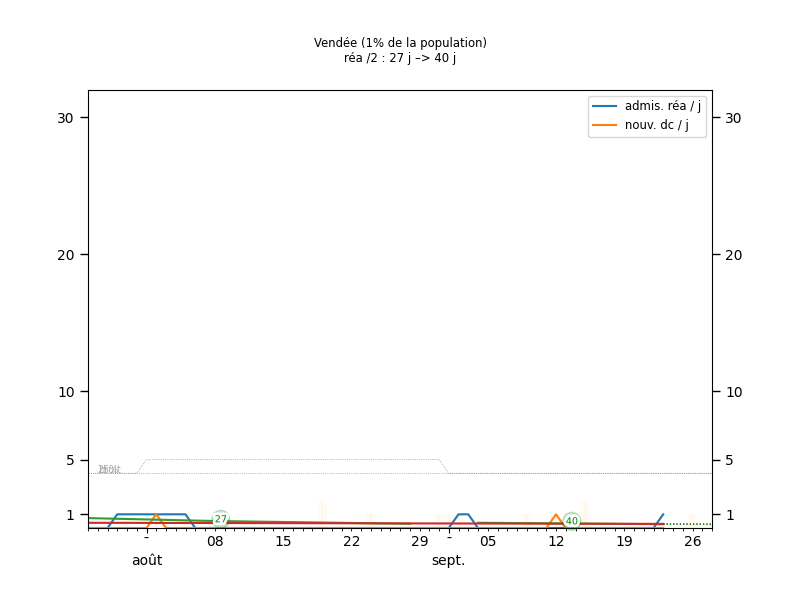 Vendée (1% de la population)
réa /2 : 27 j –> 40 j
admis. réa / j
nouv. dc / j
30 30
20 20
10 10
5 5
1 1
27 40
- 08 15 22 29 - 05 12 19 26
août sept.